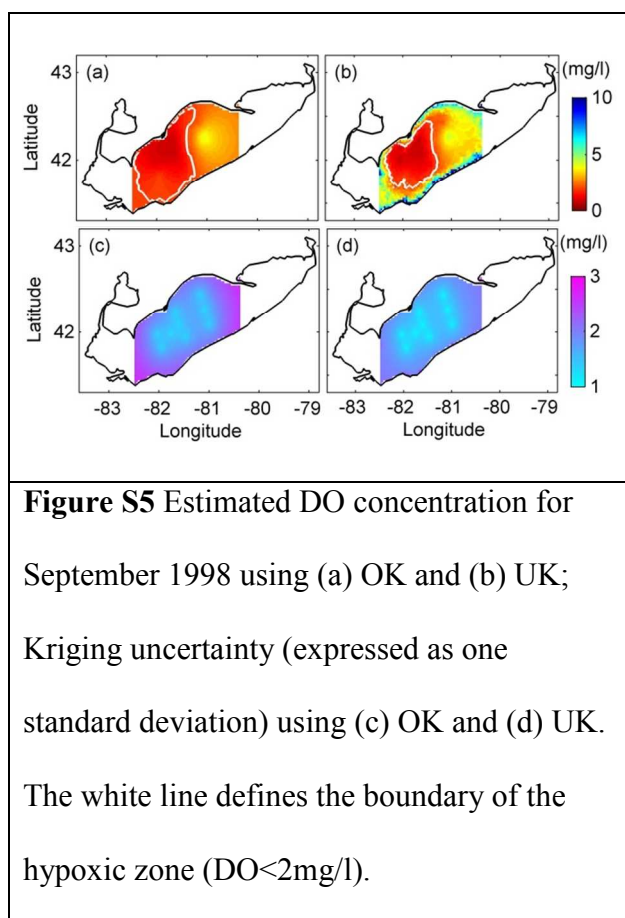 (a) (b) (mg/l)
43
42
Latitude
10
5
0
(c) (d) (mg/l)
43
42
Latitude
3
2
1
-83 -82 -81 -80 -79 -83 -82 -81 -80 -79
Longitude Longitude
Figure S5 Estimated DO concentration for
September 1998 using (a) OK and (b) UK;
Kriging uncertainty (expressed as one
standard deviation) using (c) OK and (d) UK.
The white line defines the boundary of the
hypoxic zone (DO<2mg/l).